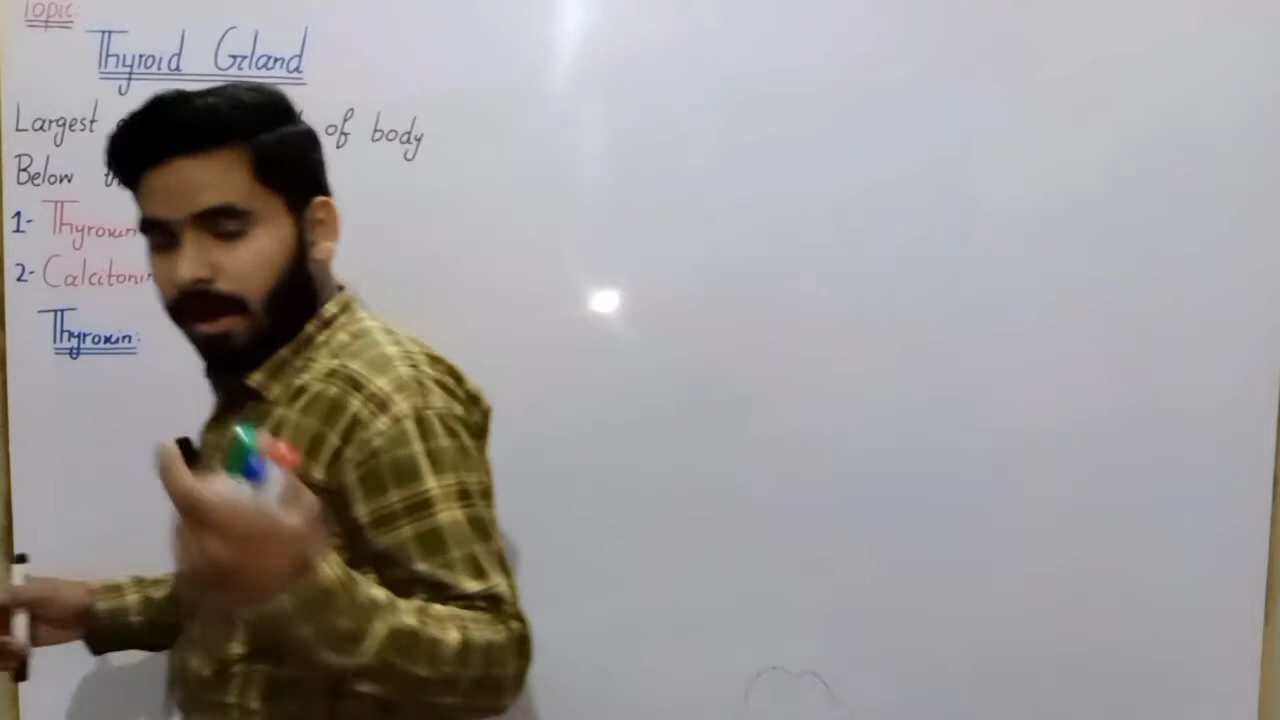 Topic:
Thyroid Gland
Largest of body
Below
1- Thyroxin
2- Calcitonin
Thyroxin: